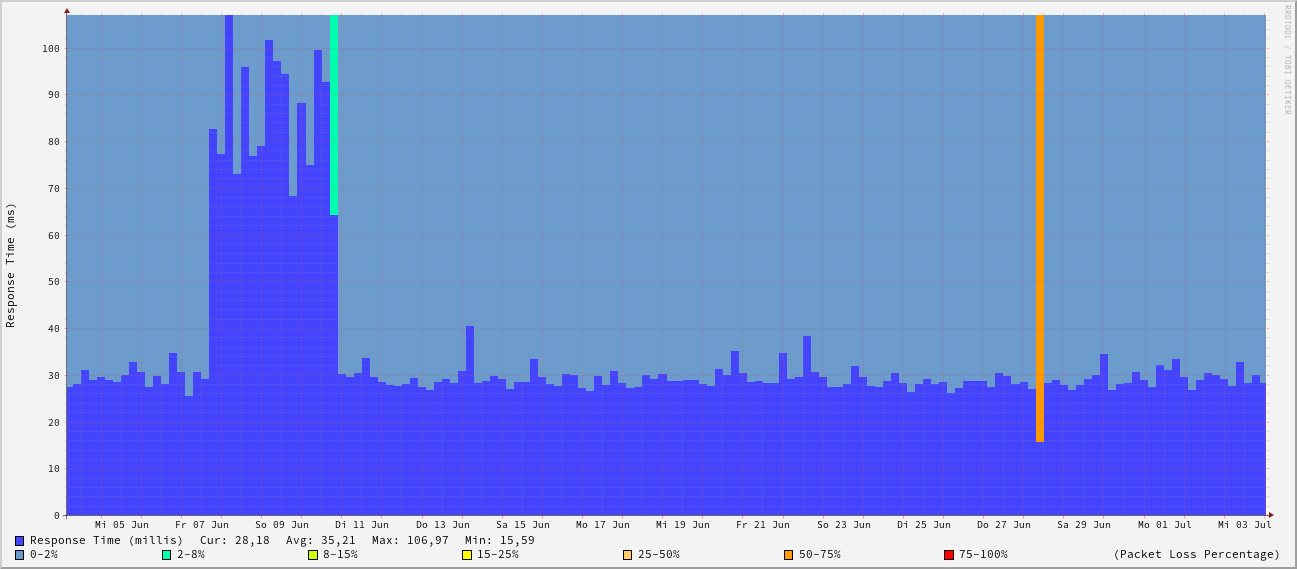 RRDTOOL / TOBI OETIKER
Response Time (ms)
100
90
80
70
60
50
40
30
20
10
0
Mi 05 Jun Fr 07 Jun So 09 Jun Di 11 Jun Do 13 Jun Sa 15 Jun Mo 17 Jun Mi 19 Jun Fr 21 Jun So 23 Jun Di 25 Jun Do 27 Jun Sa 29 Jun Mo 01 Jul Mi 03 Jul
Response Time (millis) Cur: 28,18 Avg: 35,21 Max: 106,97 Min: 15,59
0-2% 2-8% 8-15% 15-25% 25-50% 50-75% 75-100% (Packet Loss Percentage)